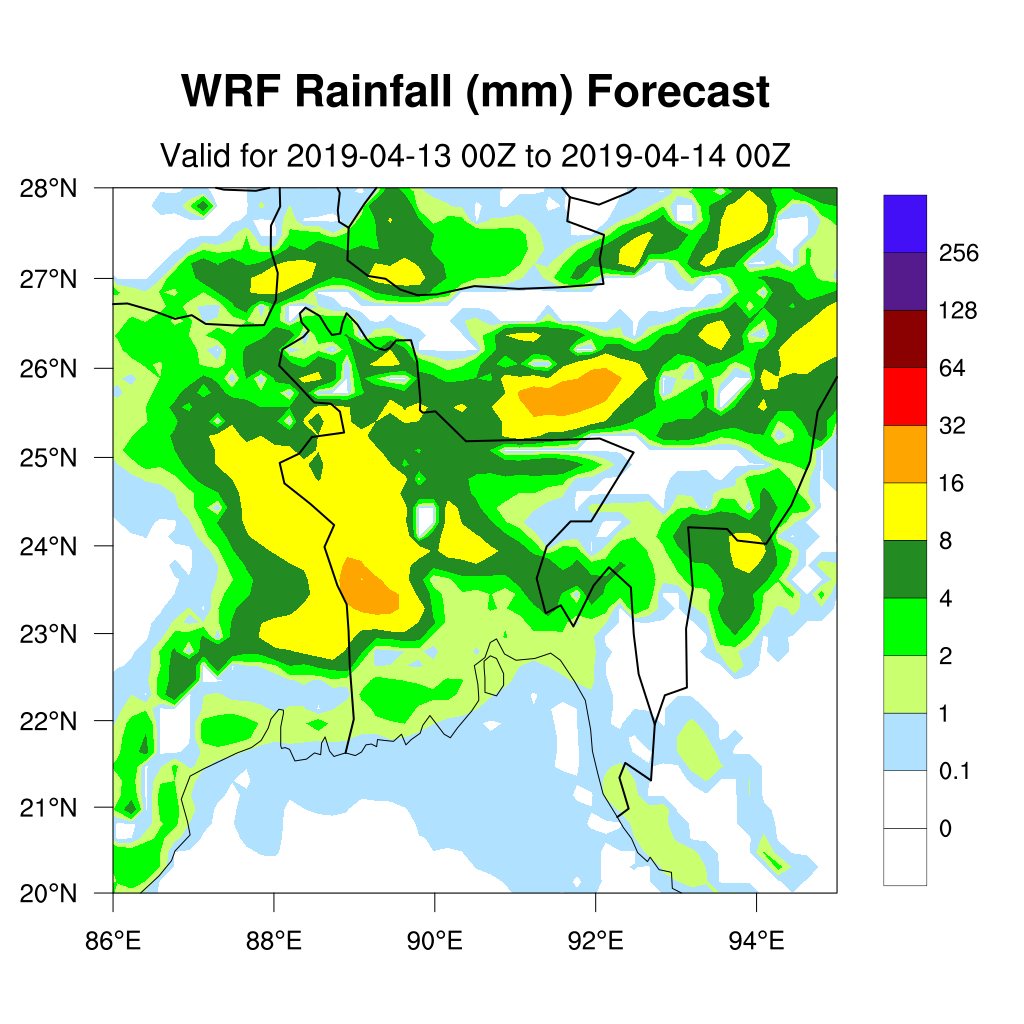 WRF Rainfall (mm) Forecast
Valid for 2019-04-13 00Z to 2019-04-14 00Z
28°N
27°N
26°N
25°N
24°N
23°N
22°N
21°N
20°N
86°E 88°E 90°E 92°E 94°E
256
128
64
32
16
8
4
2
1
0.1
0